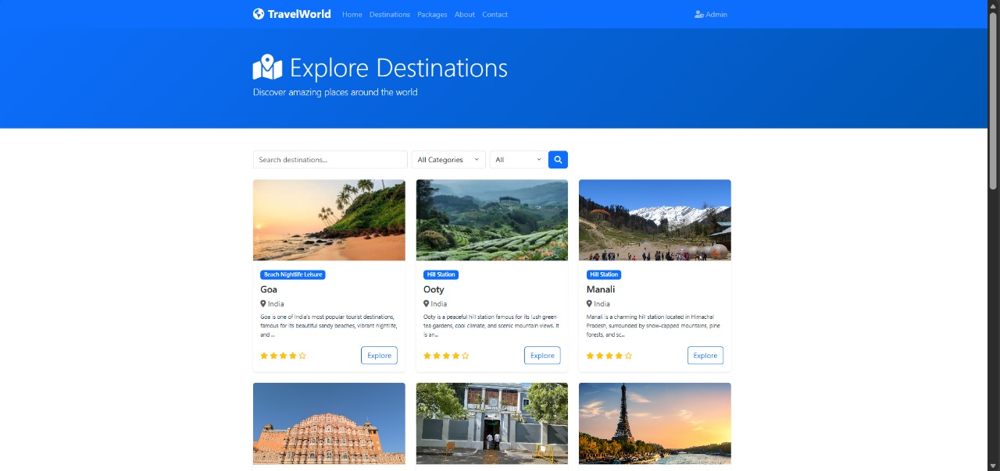 TravelWorld Home Destinations Packages About Contact Admin
Explore Destinations
Discover amazing places around the world
Search destinations... All Categories All
Beach Nightlife Leisure
Goa
India
Goa is one of India's most popular tourist destinations,
famous for its beautiful sandy beaches, vibrant nightlife,
and ...
Explore
Hill Station
Ooty
India
Ooty is a peaceful hill station famous for its lush green
tea gardens, cool climate, and scenic mountain views. It
is an...
Explore
Hill Station
Manali
India
Manali is a charming hill station located in Himachal
Pradesh, surrounded by snow-capped mountains, pine
forests, and sc...
Explore